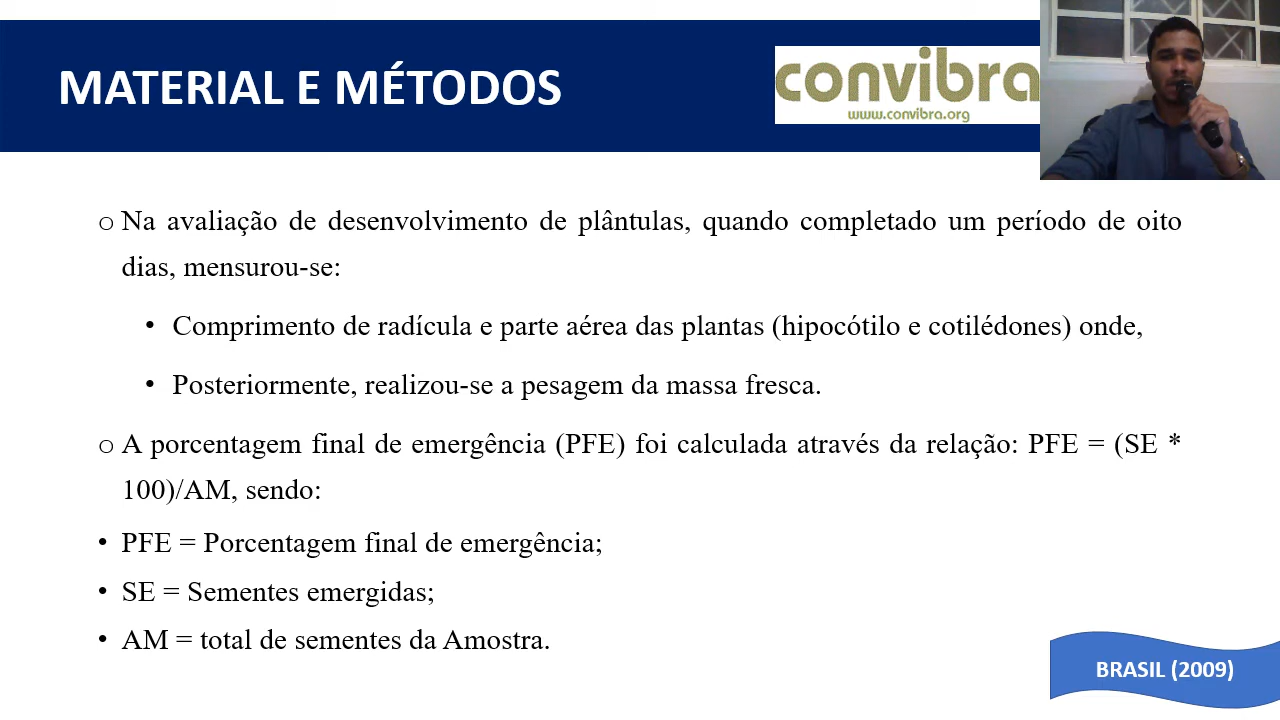 MATERIAL E MÉTODOS
convibra
www.convibra.org
o Na avaliação de desenvolvimento de plântulas, quando completado um período de oito
dias, mensurou-se:
• Comprimento de radícula e parte aérea das plantas (hipocótilo e cotilédones) onde,
• Posteriormente, realizou-se a pesagem da massa fresca.
o A porcentagem final de emergência (PFE) foi calculada através da relação: PFE = (SE *
100)/AM, sendo:
• PFE = Porcentagem final de emergência;
• SE = Sementes emergidas;
• AM = total de sementes da Amostra.
BRASIL (2009)